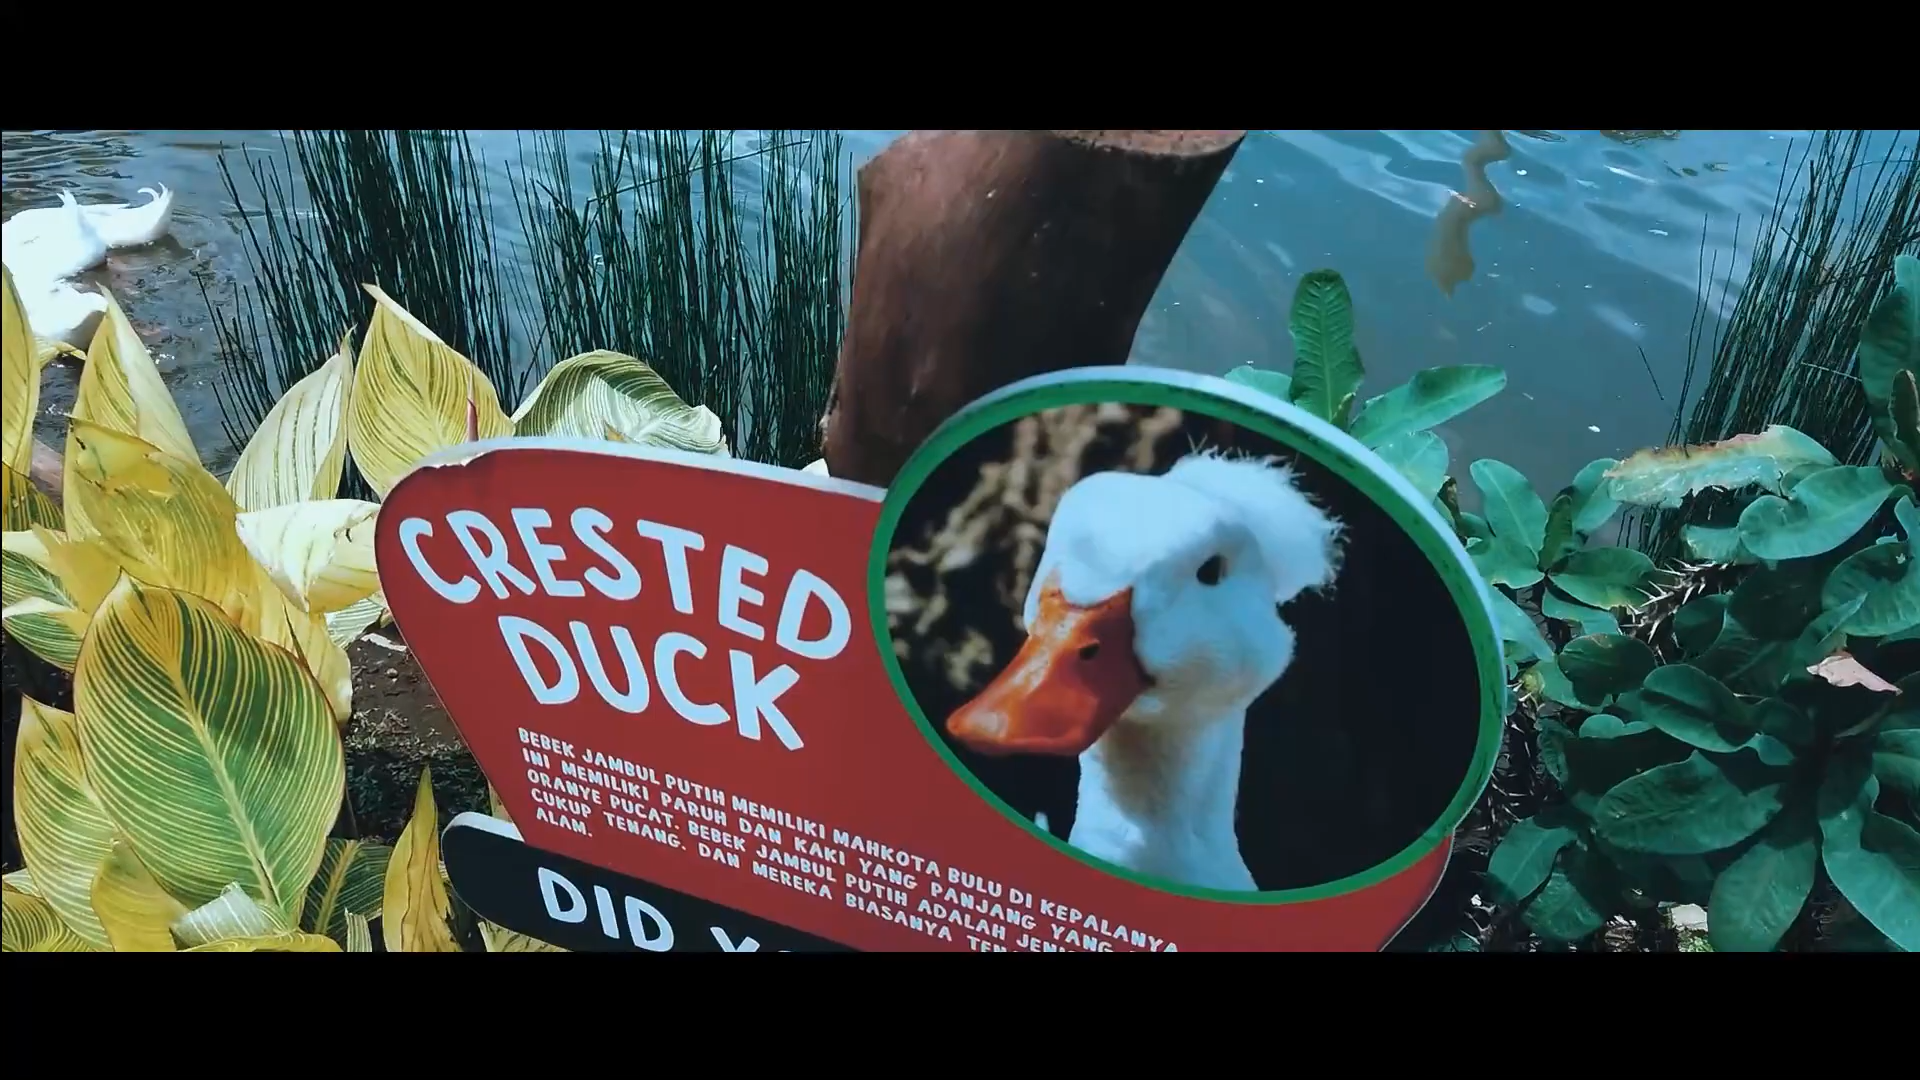 CRESTED
DUCK
BEBEK JAMBUL PUTIH MEMILIKI MAHKOTA BULU DI KEPALANYA
INI MEMILIKI PARUH DAN KAKI YANG PANJANG YANG
ORANYE PUCAT. BEBEK JAMBUL PUTIH ADALAH
CUKUP TENANG. DAN MEREKA BIASANYA
ALAM.
DID